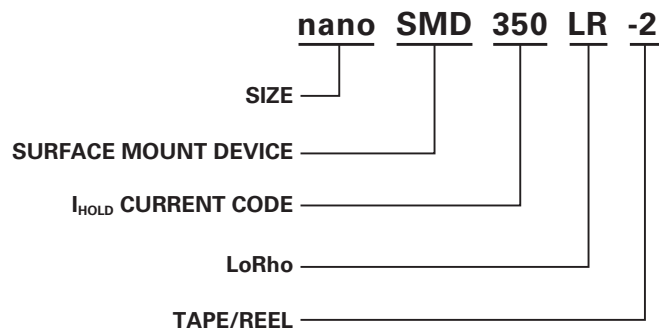 nano SMD 350 LR -2
SIZE
SURFACE MOUNT DEVICE
IHOLD CURRENT CODE
LoRho
TAPE/REEL